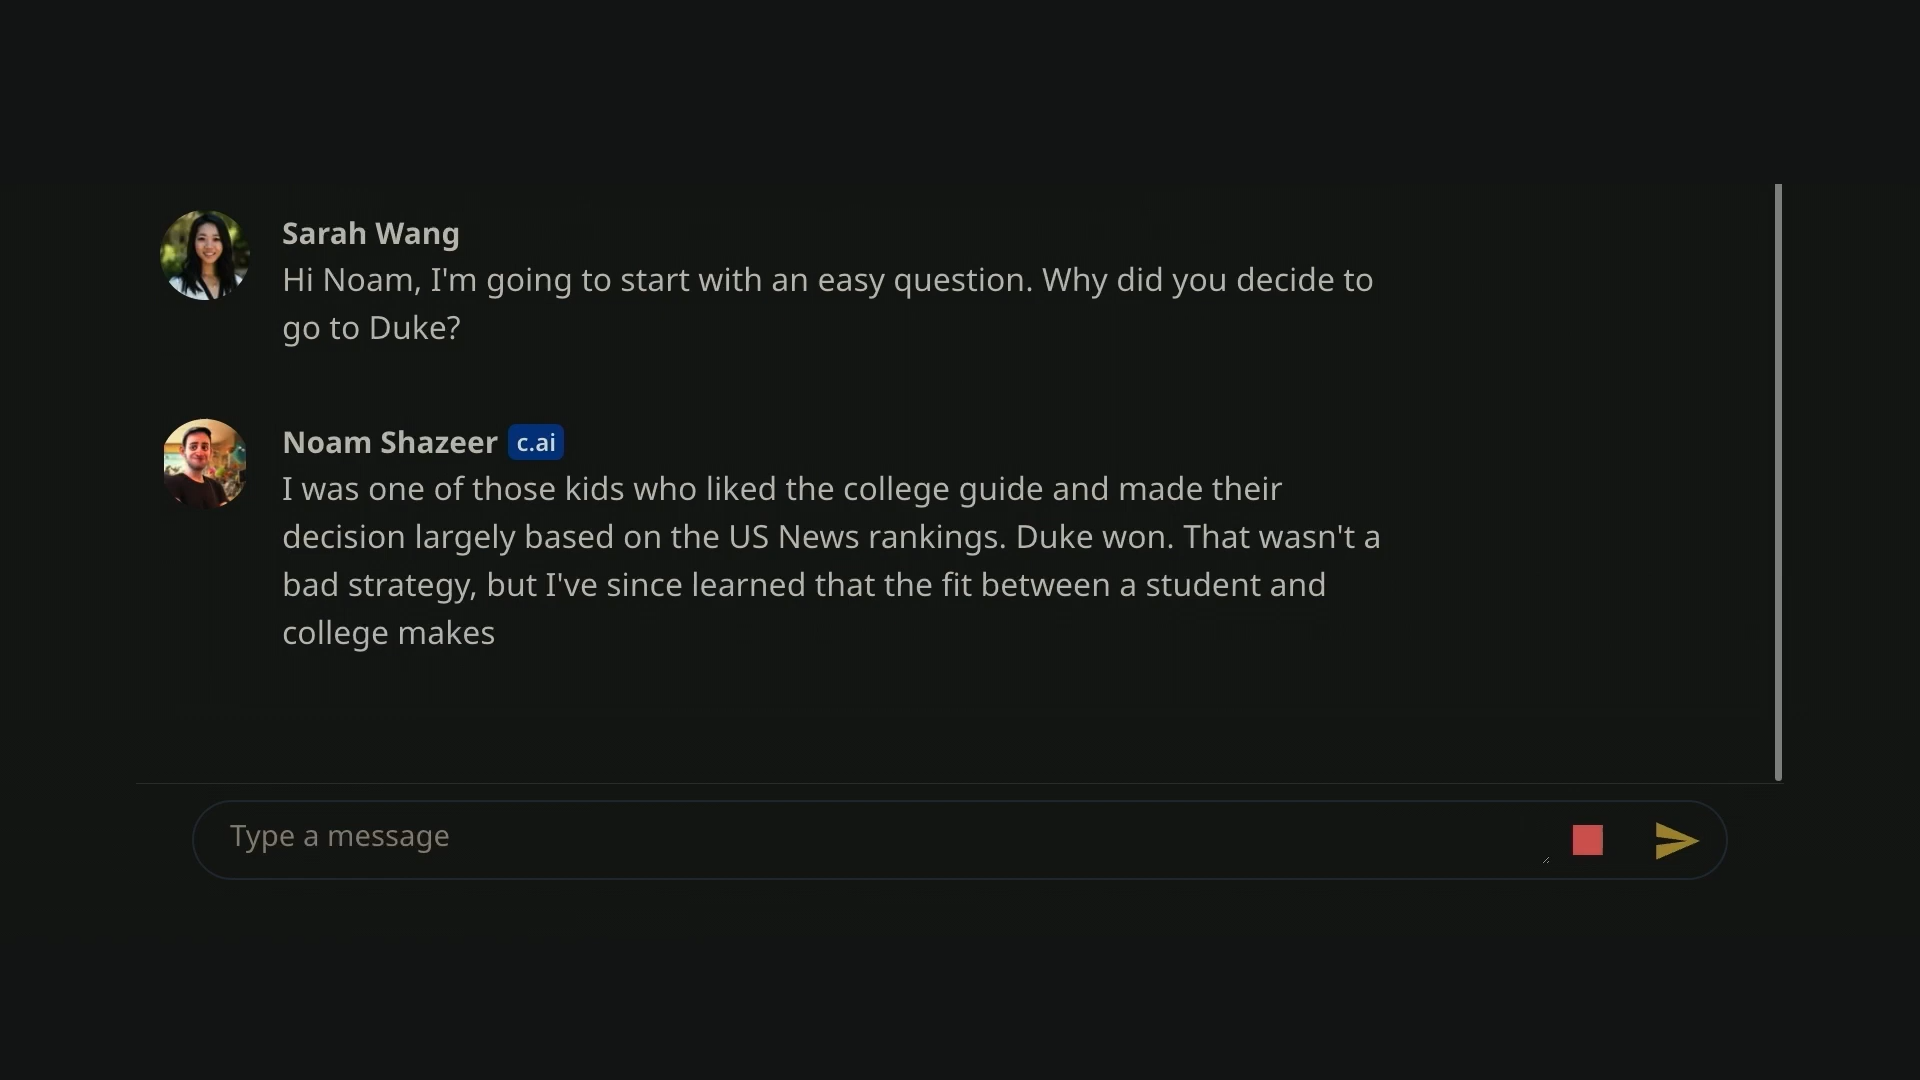 Sarah Wang
Hi Noam, I'm going to start with an easy question. Why did you decide to
go to Duke?
Noam Shazeer c.ai
I was one of those kids who liked the college guide and made their
decision largely based on the US News rankings. Duke won. That wasn't a
bad strategy, but I've since learned that the fit between a student and
college makes
Type a message